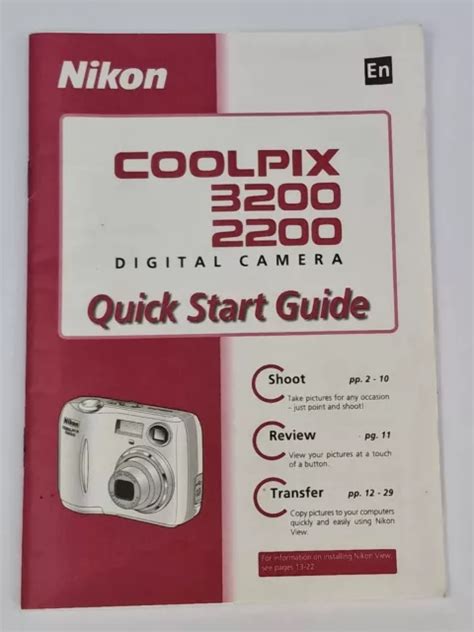 Nikon
En
COOLPIX
3200
2200
DIGITAL CAMERA
Quick Start Guide
Shoot pp. 2 - 10
Take pictures for any occasion
- just point and shoot!
Review pg. 11
View your pictures at a touch
of a button.
Transfer pp. 12 - 29
Copy pictures to your computers
quickly and easily using Nikon
View.
For information on installing Nikon View,
see pages 13-22
Nikon